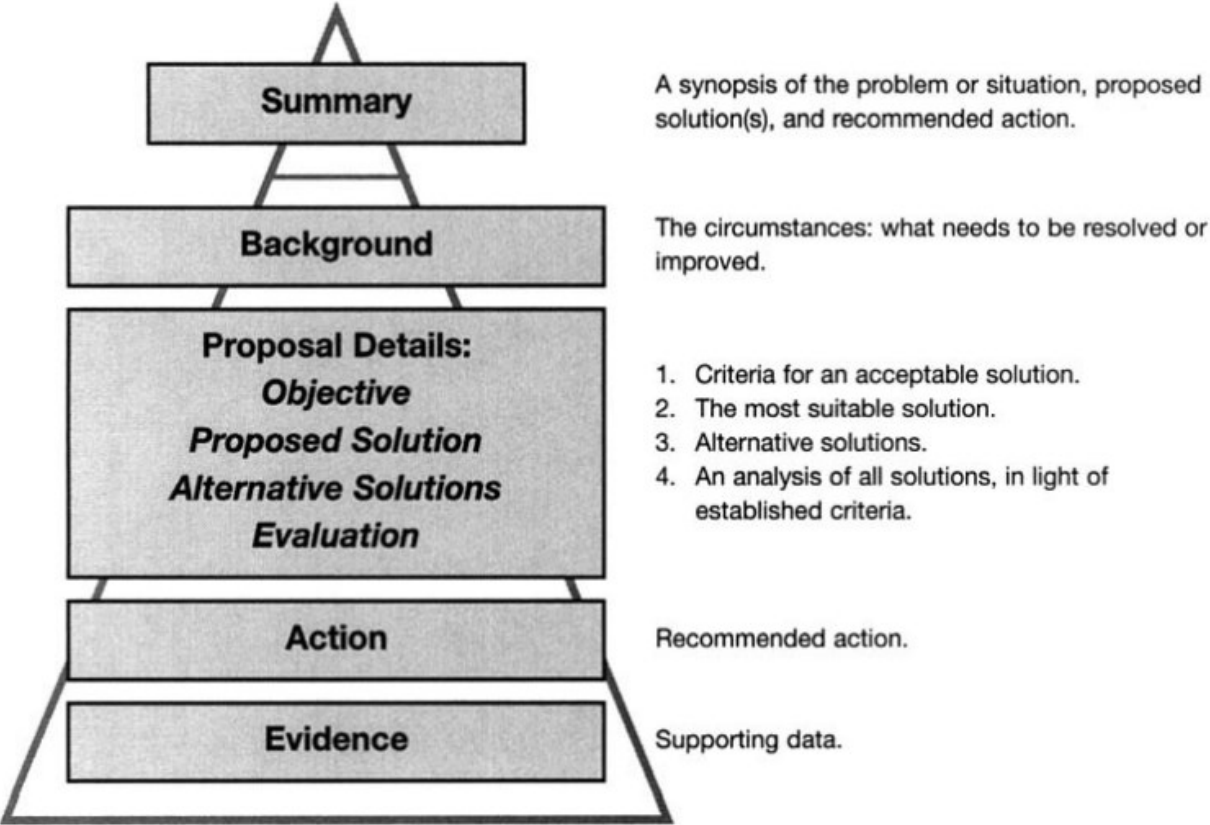 Summary
A synopsis of the problem or situation, proposed
solution(s), and recommended action.
Background
The circumstances: what needs to be resolved or
improved.
Proposal Details:
Objective
Proposed Solution
Alternative Solutions
Evaluation
1. Criteria for an acceptable solution.
2. The most suitable solution.
3. Alternative solutions.
4. An analysis of all solutions, in light of
established criteria.
Action
Recommended action.
Evidence
Supporting data.